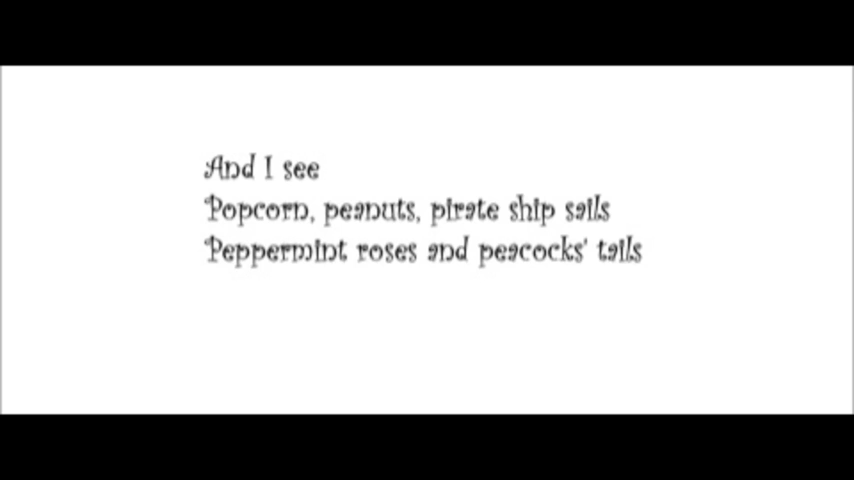 And I see
Popcorn, peanuts, pirate ship sails
Peppermint roses and peacocks' tails